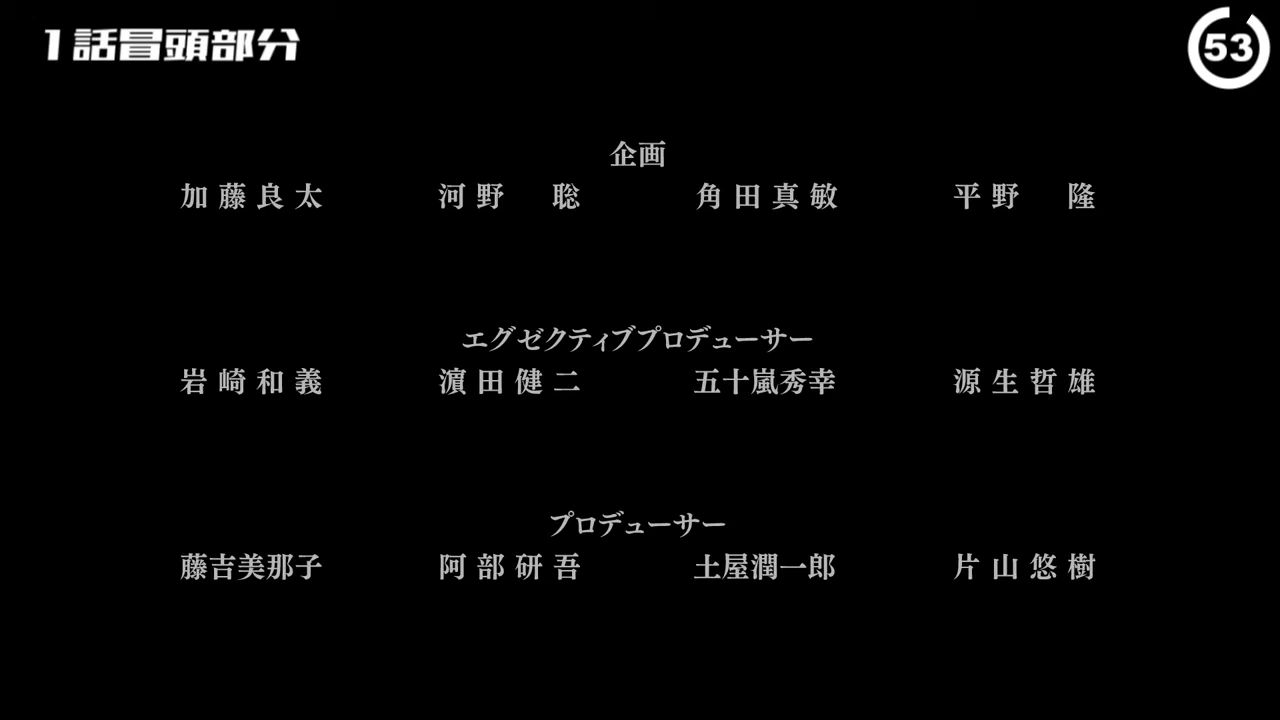 1話冒頭部分
53
企画
加藤良太 河野 聡 角田真敏 平野 隆
エグゼクティブプロデューサー
岩崎和義 濵田健二 五十嵐秀幸 源生哲雄
プロデューサー
藤吉美那子 阿部研吾 土屋潤一郎 片山悠樹